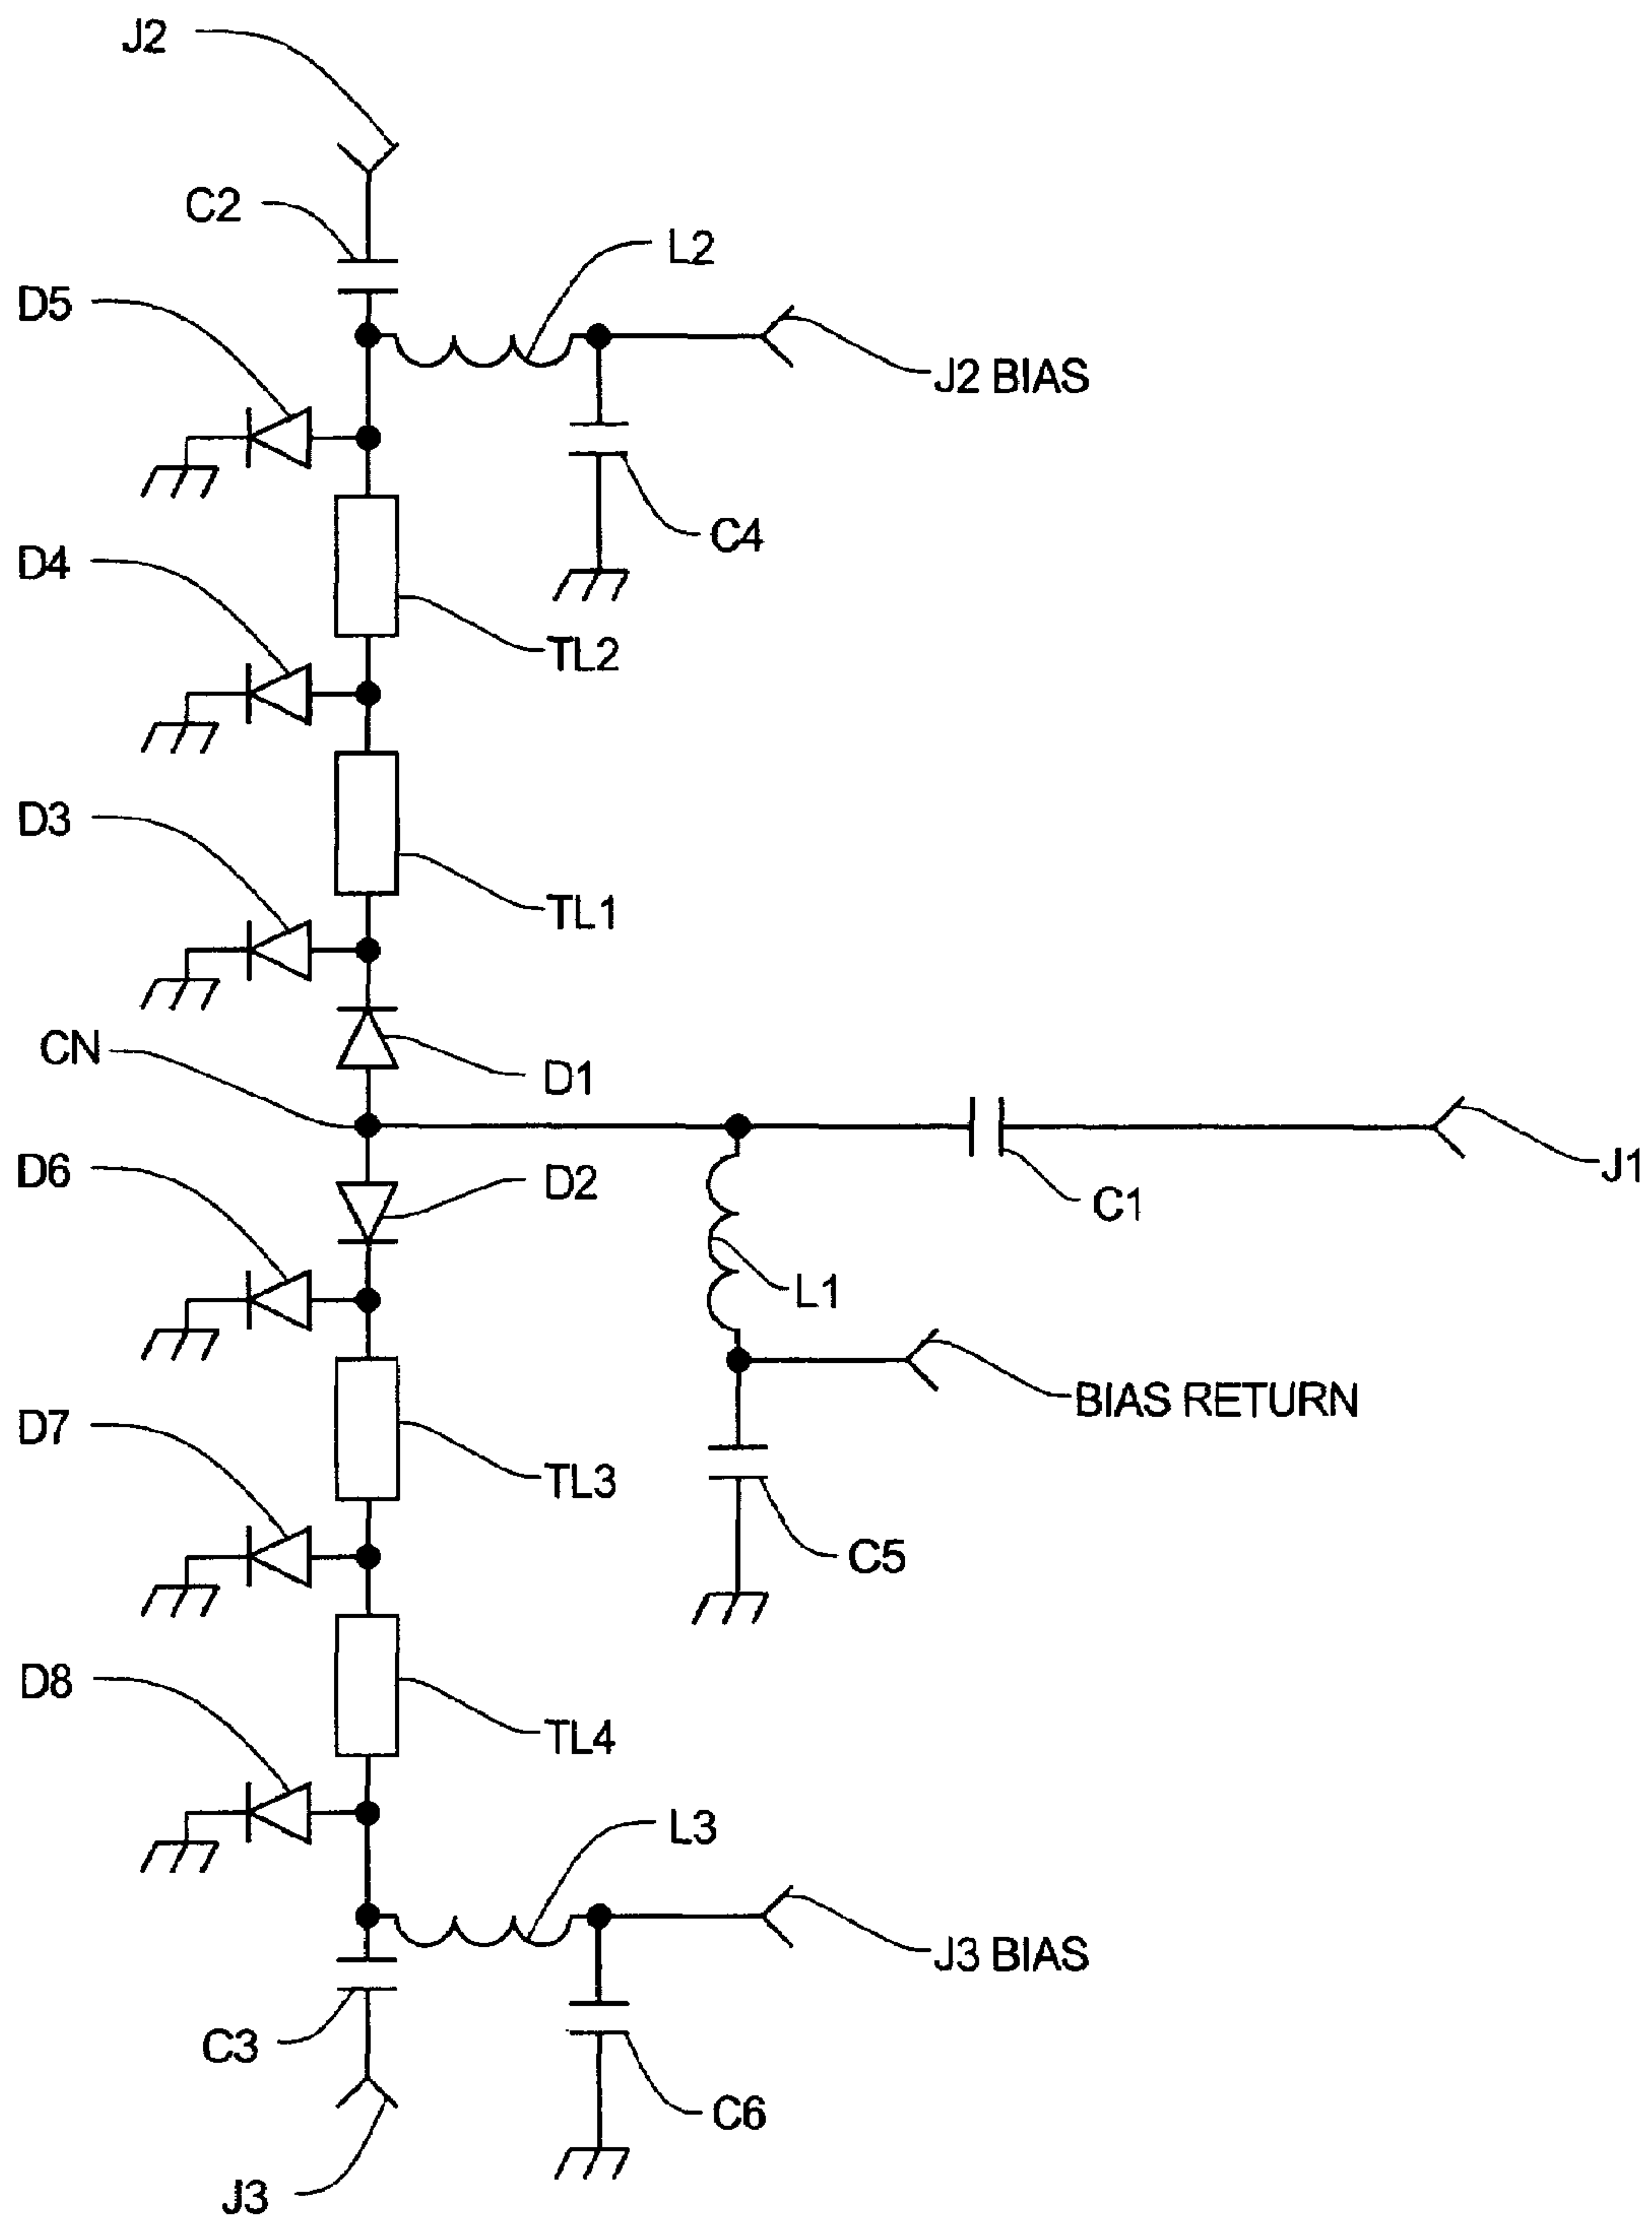 J2
C2
L2
D5
J2 BIAS
C4
D4
TL2
D3
TL1
CN
D1
J1
D6
D2
C1
L1
BIAS RETURN
D7
TL3
C5
D8
TL4
L3
J3 BIAS
C3
C6
J3